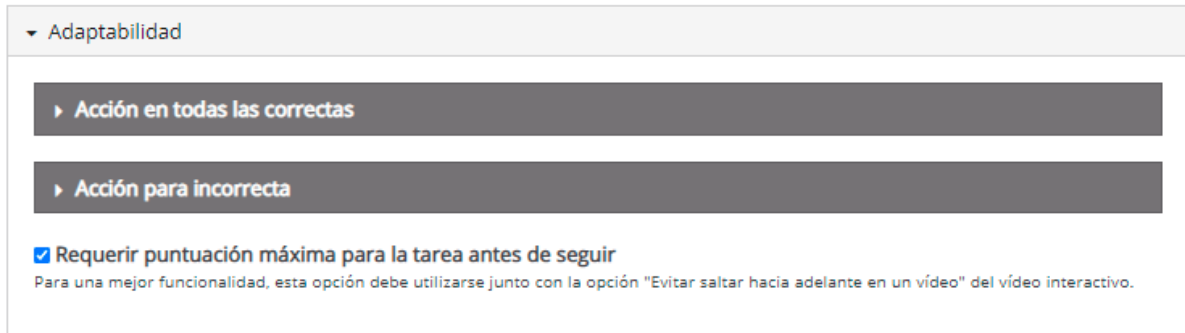 Adaptabilidad
Acción en todas las correctas
Acción para incorrecta
Requerir puntuación máxima para la tarea antes de seguir
Para una mejor funcionalidad, esta opción debe utilizarse junto con la opción "Evitar saltar hacia adelante en un vídeo" del vídeo interactivo.